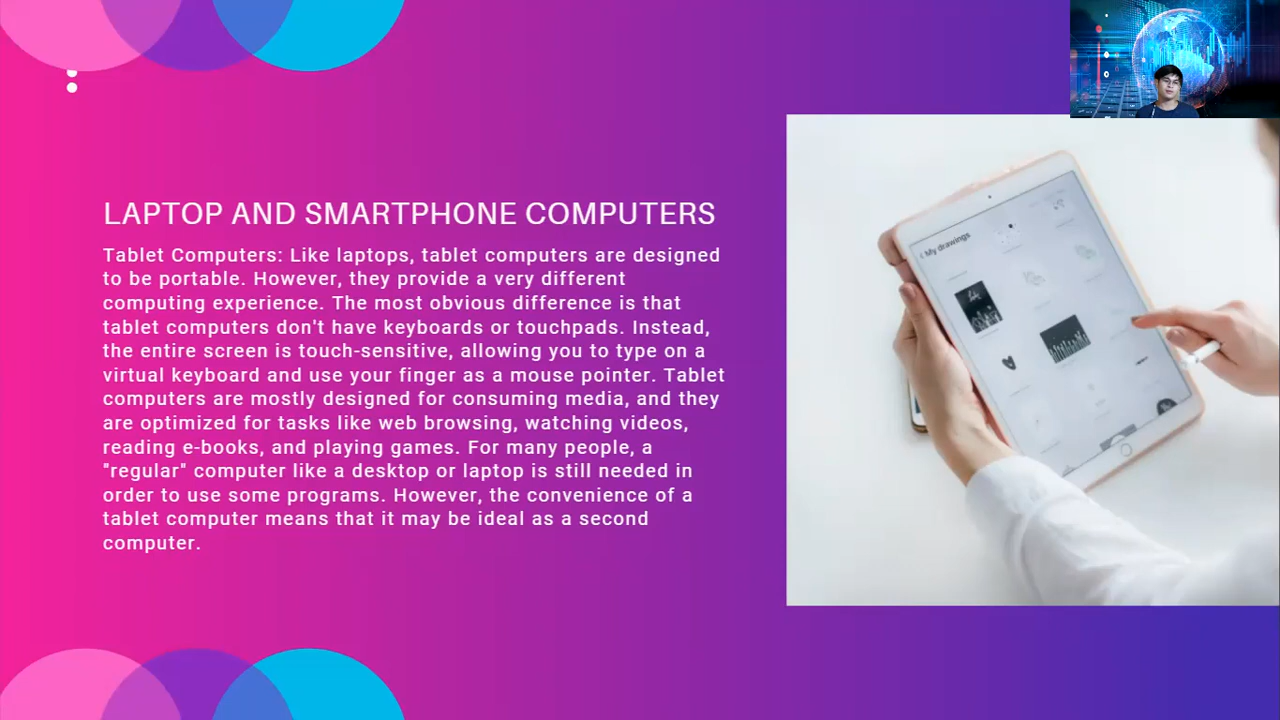 LAPTOP AND SMARTPHONE COMPUTERS
Tablet Computers: Like laptops, tablet computers are designed
to be portable. However, they provide a very different
computing experience. The most obvious difference is that
tablet computers don't have keyboards or touchpads. Instead,
the entire screen is touch-sensitive, allowing you to type on a
virtual keyboard and use your finger as a mouse pointer. Tablet
computers are mostly designed for consuming media, and they
are optimized for tasks like web browsing, watching videos,
reading e-books, and playing games. For many people, a
"regular" computer like a desktop or laptop is still needed in
order to use some programs. However, the convenience of a
tablet computer means that it may be ideal as a second
computer.
My drawings